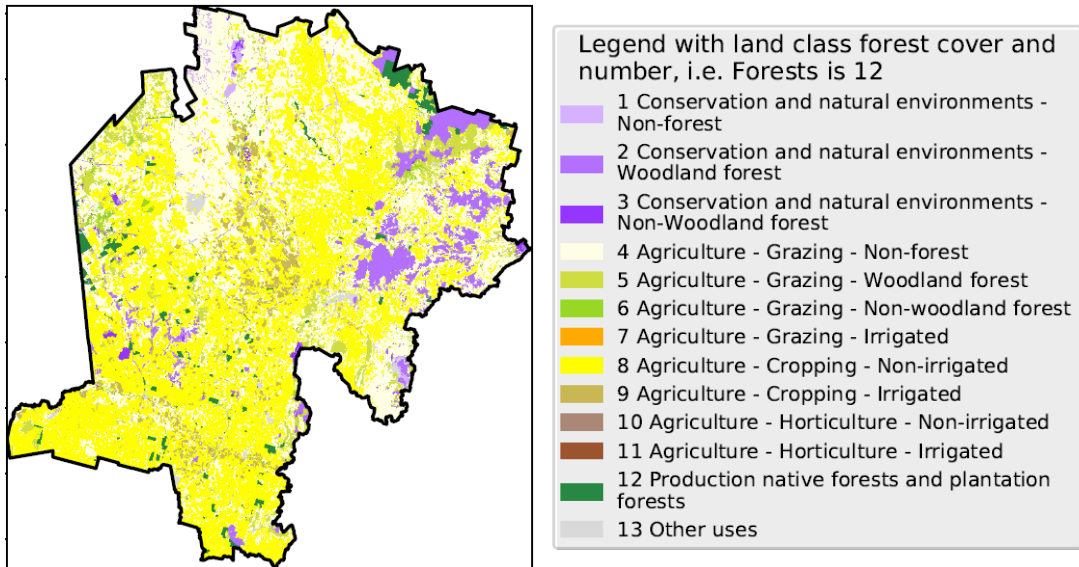 Legend with land class forest cover and
number, i.e. Forests is 12
1 Conservation and natural environments -
Non-forest
2 Conservation and natural environments -
Woodland forest
3 Conservation and natural environments -
Non-Woodland forest
4 Agriculture - Grazing - Non-forest
5 Agriculture - Grazing - Woodland forest
6 Agriculture - Grazing - Non-woodland forest
7 Agriculture - Grazing - Irrigated
8 Agriculture - Cropping - Non-irrigated
9 Agriculture - Cropping - Irrigated
10 Agriculture - Horticulture - Non-irrigated
11 Agriculture - Horticulture - Irrigated
12 Production native forests and plantation
forests
13 Other uses